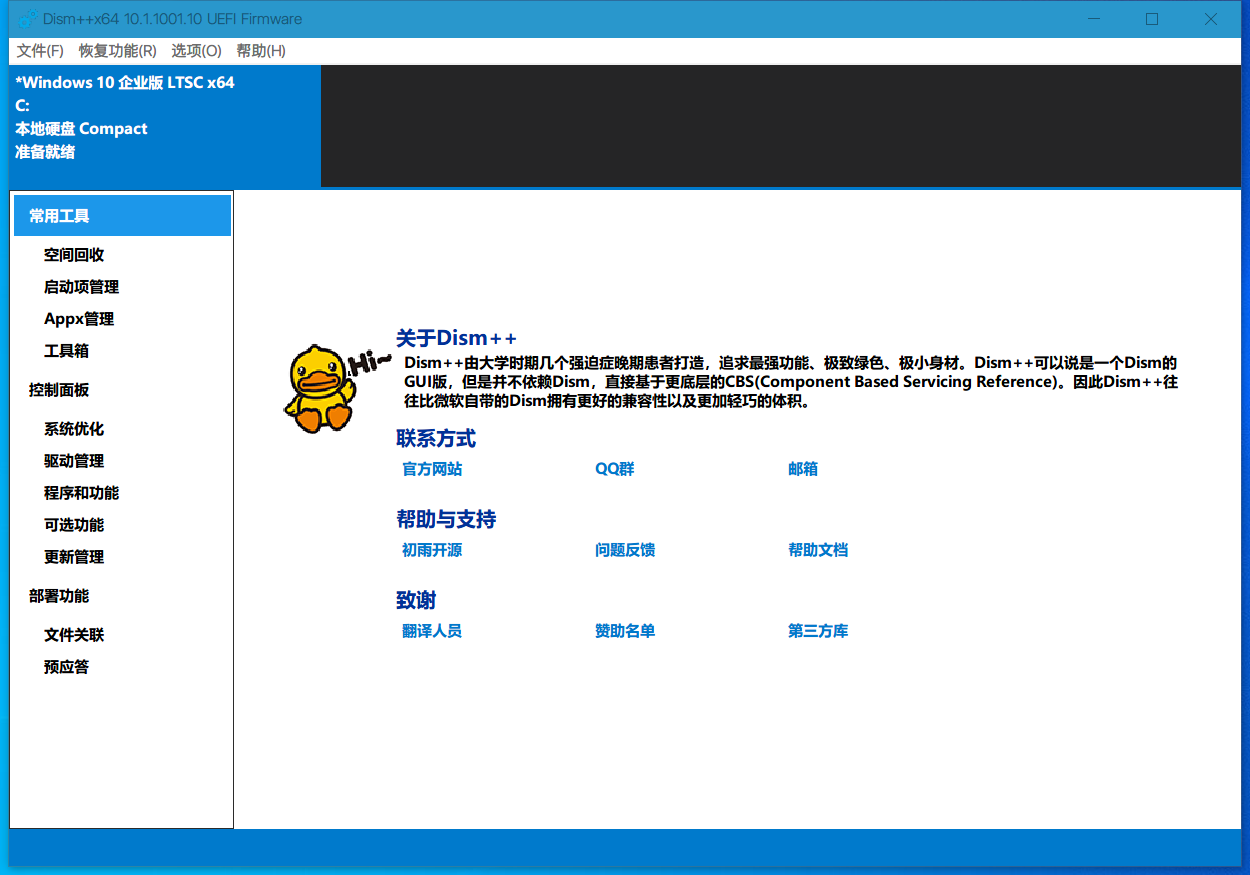 Dism++x64 10.1.1001.10 UEFI Firmware
文件(F) 恢复功能(R) 选项(O) 帮助(H)
*Windows 10 企业版 LTSC x64
C:
本地硬盘 Compact
准备就绪
常用工具
空间回收
启动项管理
Appx管理
工具箱
控制面板
系统优化
驱动管理
程序和功能
可选功能
更新管理
部署功能
文件关联
预应答
Hi~
关于Dism++
Dism++由大学时期几个强迫症晚期患者打造，追求最强功能、极致绿色、极小身材。Dism++可以说是一个Dism的
GUI版，但是并不依赖Dism，直接基于更底层的CBS(Component Based Servicing Reference)。因此Dism++往
往比微软自带的Dism拥有更好的兼容性以及更加轻巧的体积。
联系方式
官方网站 QQ群 邮箱
帮助与支持
初雨开源 问题反馈 帮助文档
致谢
翻译人员 赞助名单 第三方库